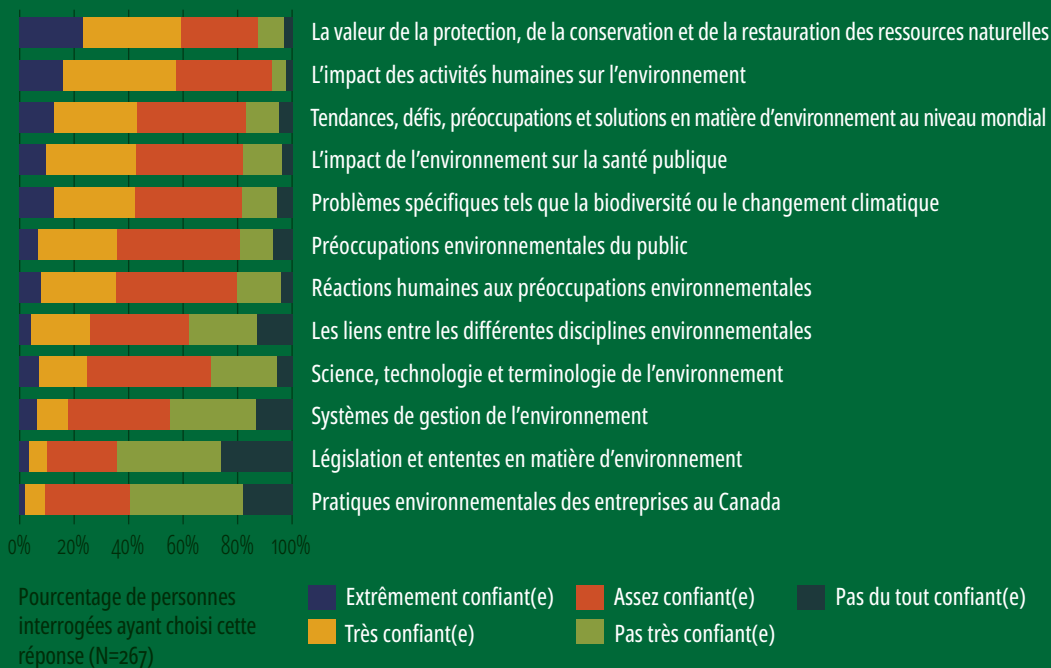 La valeur de la protection, de la conservation et de la restauration des ressources naturelles
L’impact des activités humaines sur l’environnement
Tendances, défis, préoccupations et solutions en matière d’environnement au niveau mondial
L’impact de l’environnement sur la santé publique
Problèmes spécifiques tels que la biodiversité ou le changement climatique
Préoccupations environnementales du public
Réactions humaines aux préoccupations environnementales
Les liens entre les différentes disciplines environnementales
Science, technologie et terminologie de l’environnement
Systèmes de gestion de l’environnement
Législation et ententes en matière d’environnement
Pratiques environnementales des entreprises au Canada
0% 20% 40% 60% 80% 100%
Pourcentage de personnes
interrogées ayant choisi cette
réponse (N=267)
Extrêmement confiant(e)
Très confiant(e)
Assez confiant(e)
Pas très confiant(e)
Pas du tout confiant(e)